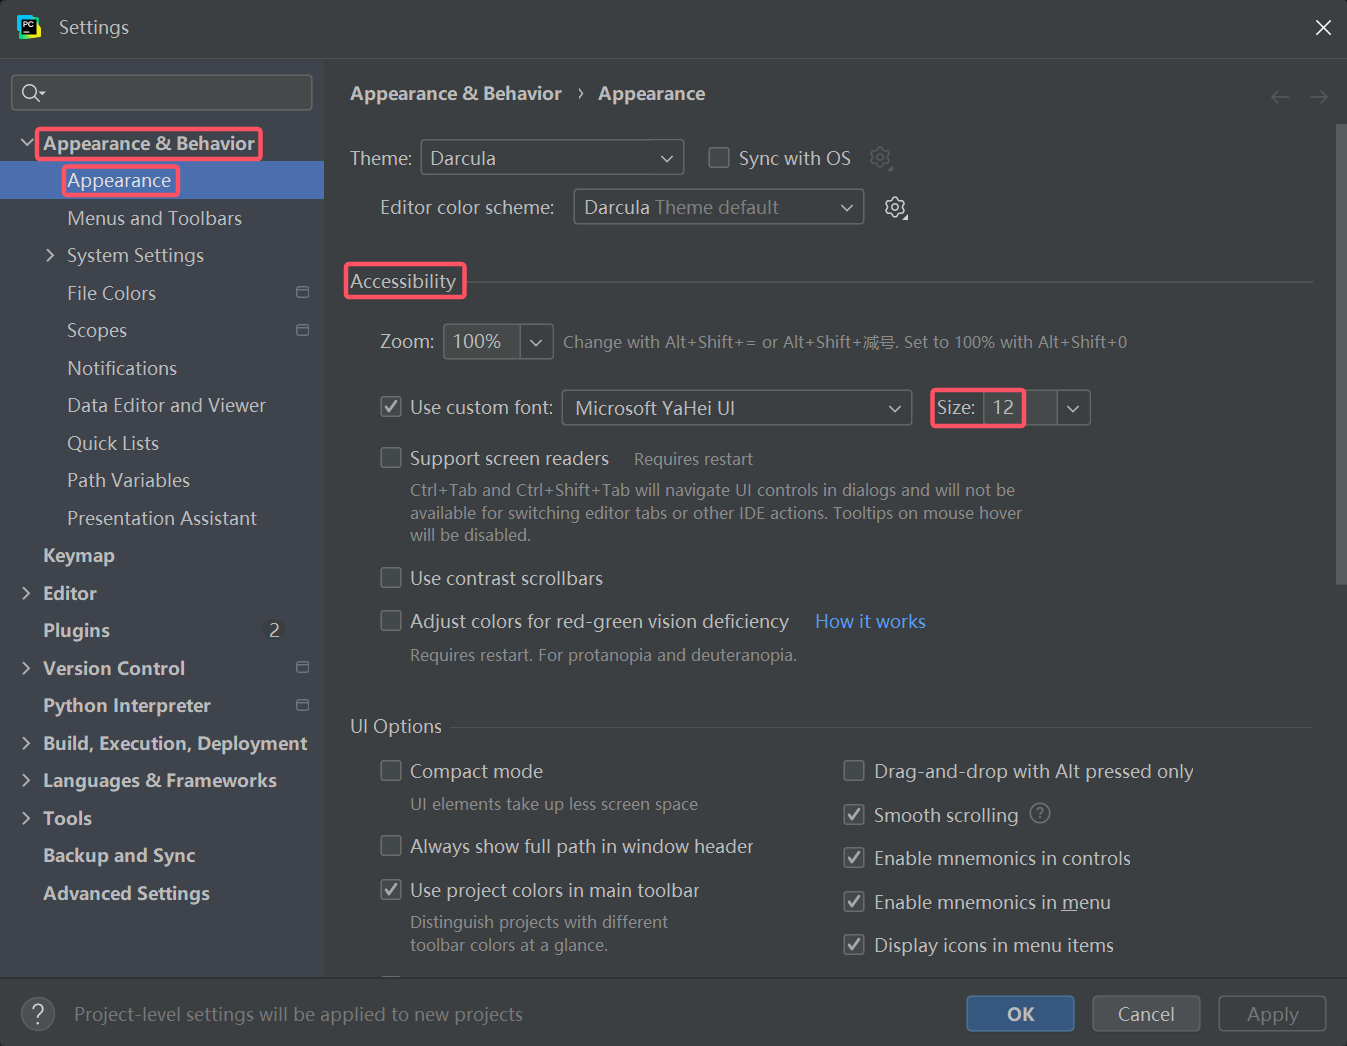 PC
Settings
Appearance & Behavior
Appearance
Menus and Toolbars
System Settings
File Colors
Scopes
Notifications
Data Editor and Viewer
Quick Lists
Path Variables
Presentation Assistant
Keymap
Editor
Plugins 2
Version Control
Python Interpreter
Build, Execution, Deployment
Languages & Frameworks
Tools
Backup and Sync
Advanced Settings
Appearance & Behavior › Appearance
Theme: Darcula Sync with OS
Editor color scheme: Darcula Theme default
Accessibility
Zoom: 100% Change with Alt+Shift+= or Alt+Shift+减号. Set to 100% with Alt+Shift+0
Use custom font: Microsoft YaHei UI Size: 12
Support screen readers Requires restart
Ctrl+Tab and Ctrl+Shift+Tab will navigate UI controls in dialogs and will not be
available for switching editor tabs or other IDE actions. Tooltips on mouse hover
will be disabled.
Use contrast scrollbars
Adjust colors for red-green vision deficiency How it works
Requires restart. For protanopia and deuteranopia.
UI Options
Compact mode
UI elements take up less screen space
Always show full path in window header
Use project colors in main toolbar
Distinguish projects with different
toolbar colors at a glance.
Drag-and-drop with Alt pressed only
Smooth scrolling ?
Enable mnemonics in controls
Enable mnemonics in menu
Display icons in menu items
? Project-level settings will be applied to new projects
OK Cancel Apply